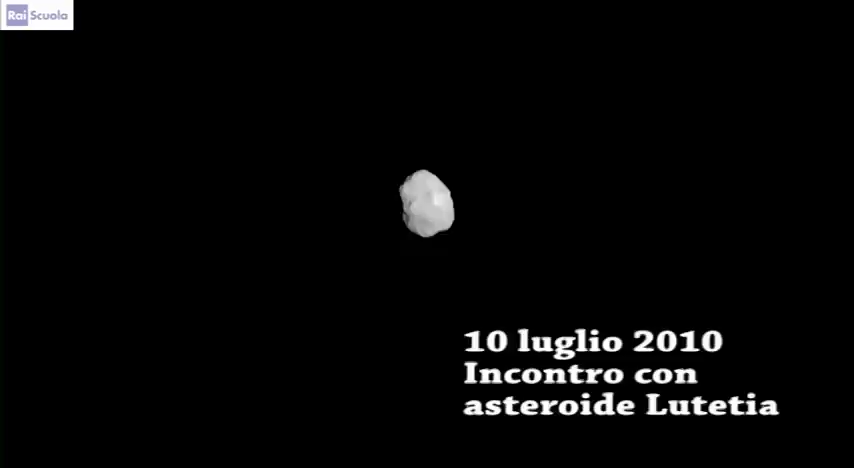 Rai Scuola
10 luglio 2010
Incontro con
asteroide Lutetia